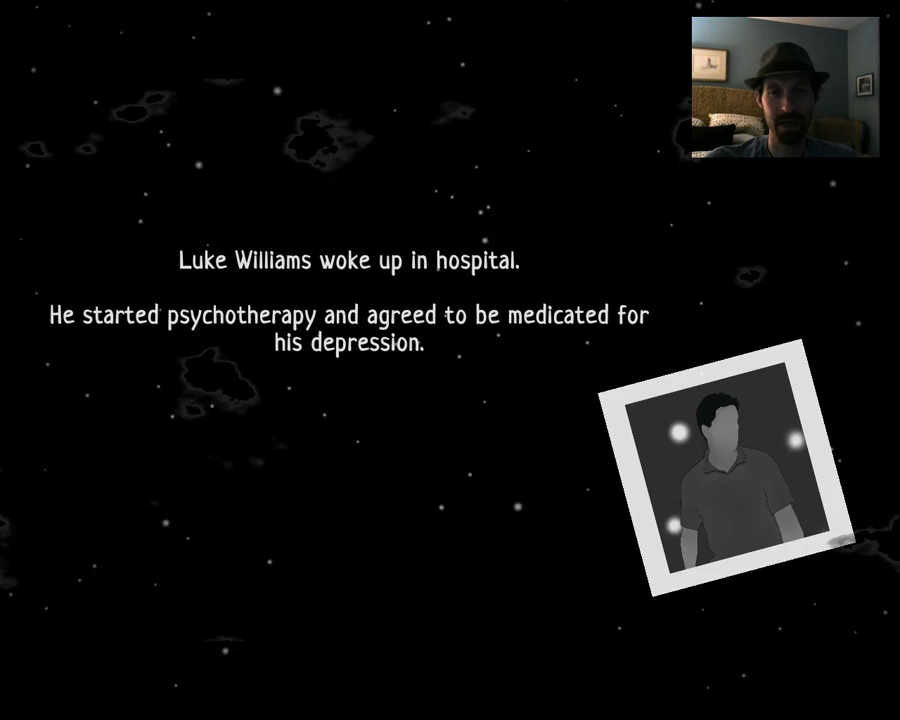 Luke Williams woke up in hospital.
He started psychotherapy and agreed to be medicated for
his depression.